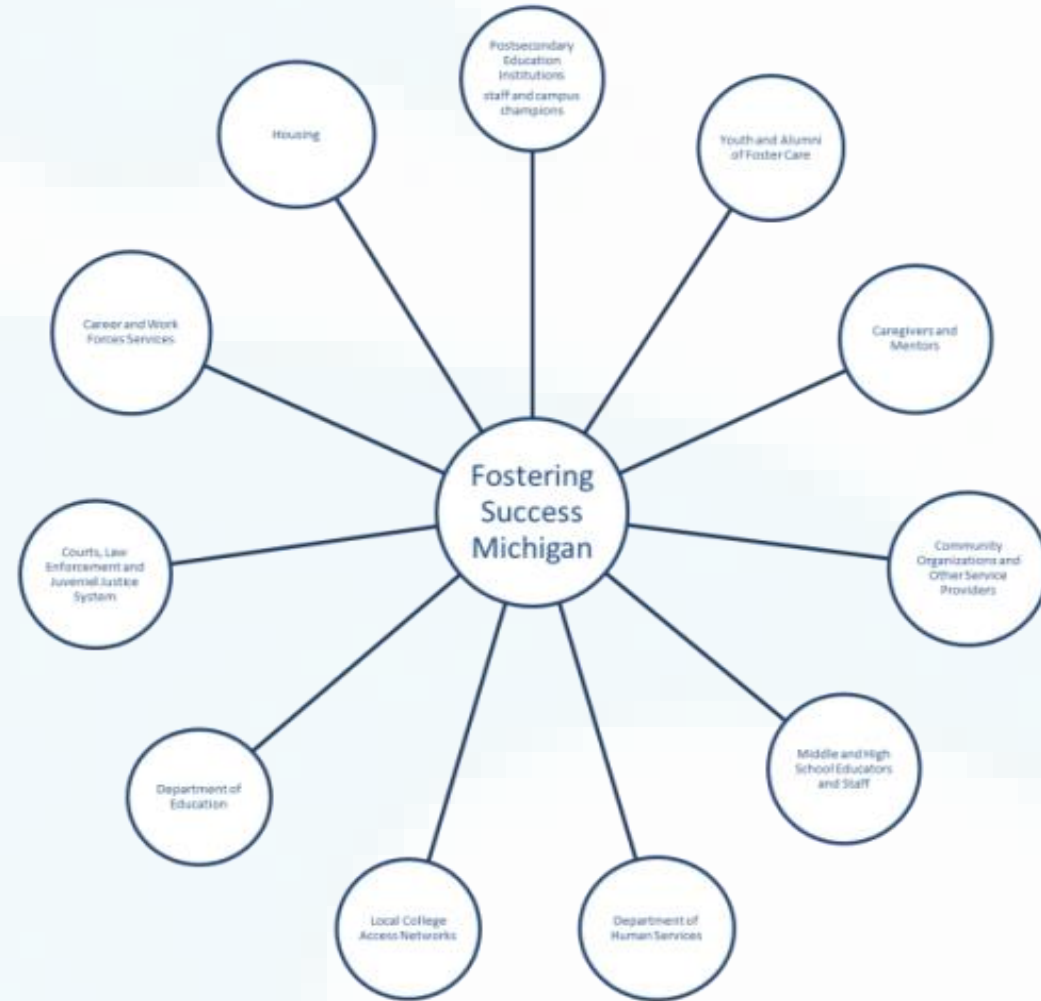 Postsecondary
Education
Institutions
staff and campus
champions
Housing
Youth and Alumni
of Foster Care
Career and Work
Forces Services
Caregivers and
Mentors
Fostering
Success
Michigan
Courts, Law
Enforcement and
Juveniel Justice
System
Community
Organizations and
Other Service
Providers
Middle and High
School Educators
and Staff
Department of
Education
Local College
Access Networks
Department of
Human Services